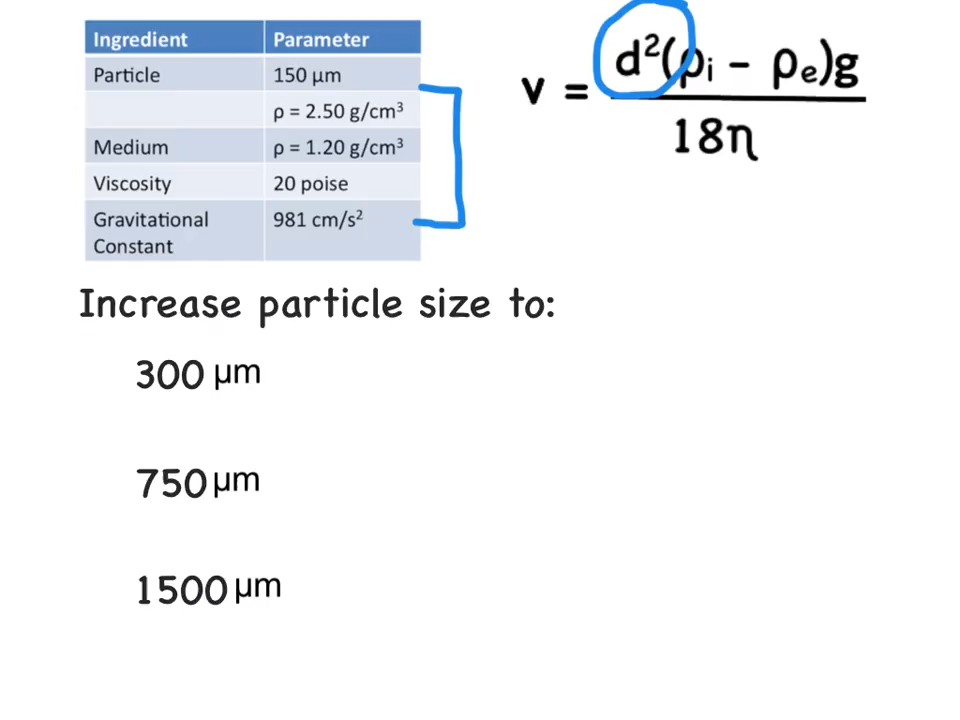 Ingredient Parameter
Particle 150 µm
ρ = 2.50 g/cm³
Medium ρ = 1.20 g/cm³
Viscosity 20 poise
Gravitational Constant 981 cm/s²
v = d²(ρi - ρe)g
18η
Increase particle size to:
300 µm
750 µm
1500 µm